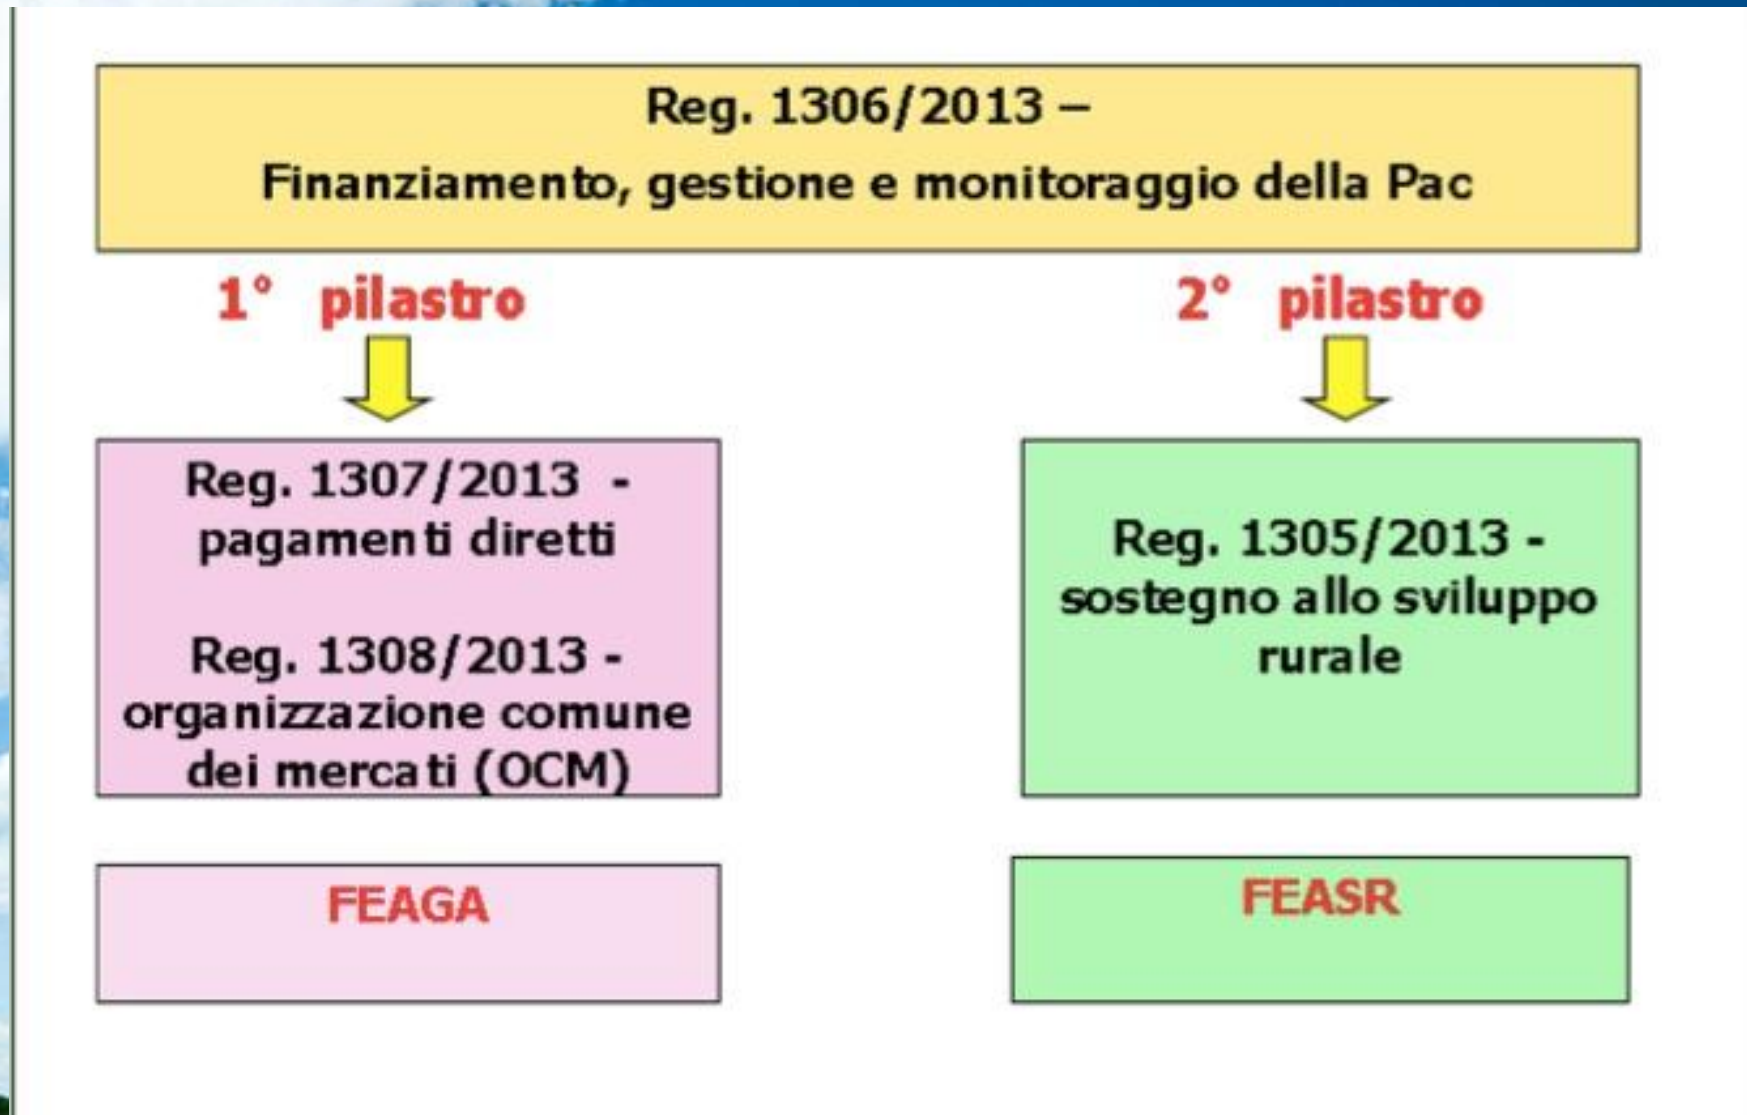 Reg. 1306/2013 –
Finanziamento, gestione e monitoraggio della Pac
1° pilastro
2° pilastro
Reg. 1307/2013 -
pagamenti diretti
Reg. 1308/2013 -
organizzazione comune
dei mercati (OCM)
Reg. 1305/2013 -
sostegno allo sviluppo
rurale
FEAGA
FEASR